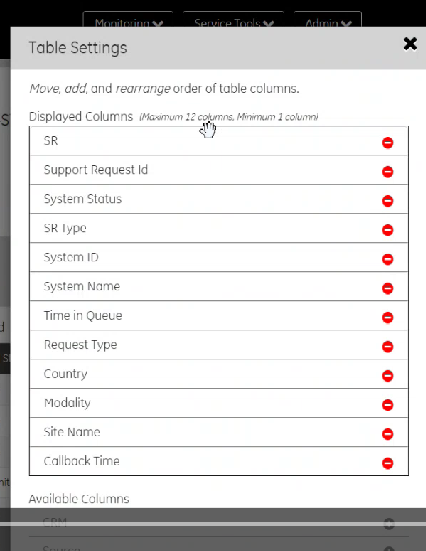 Monitoring Service Tools Admin
Table Settings
Move, add, and rearrange order of table columns.
Displayed Columns (Maximum 12 columns, Minimum 1 column)
SR
Support Request Id
System Status
SR Type
System ID
System Name
Time in Queue
Request Type
Country
Modality
Site Name
Callback Time
Available Columns
CRM